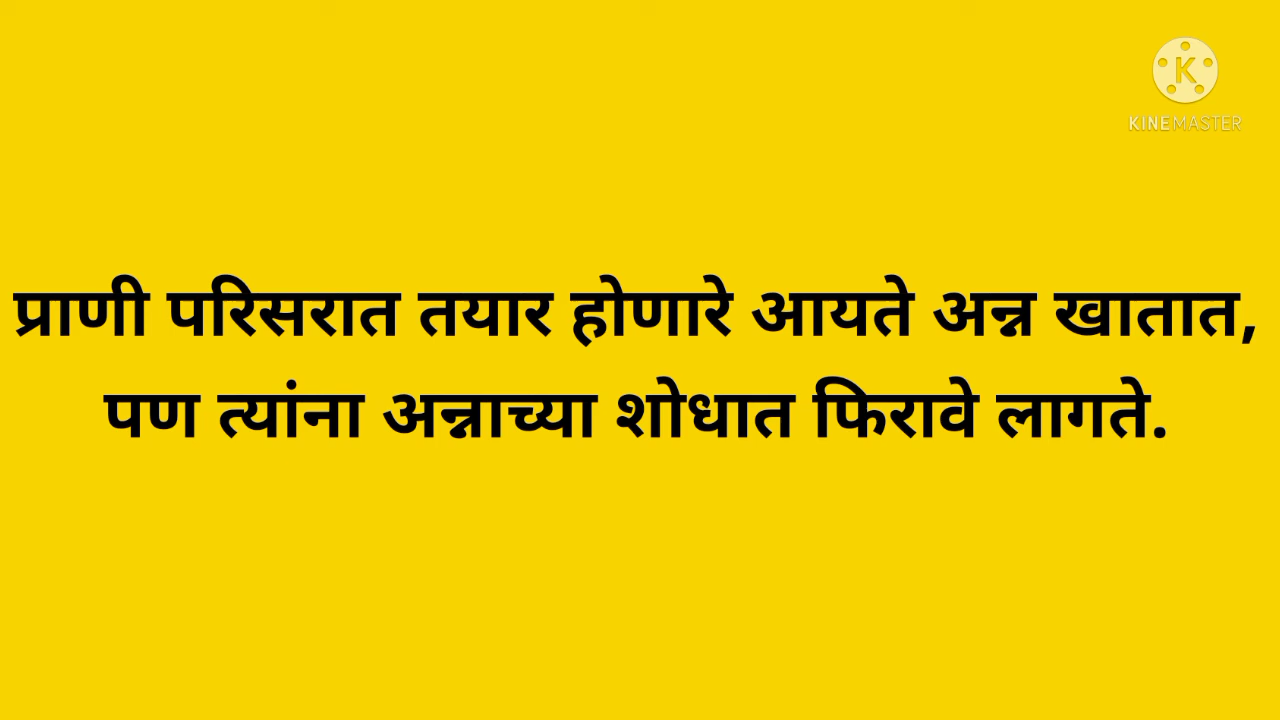 K
KINEMASTER
प्राणी परिसरात तयार होणारे आयते अन्न खातात,
पण त्यांना अन्नाच्या शोधात फिरावे लागते.